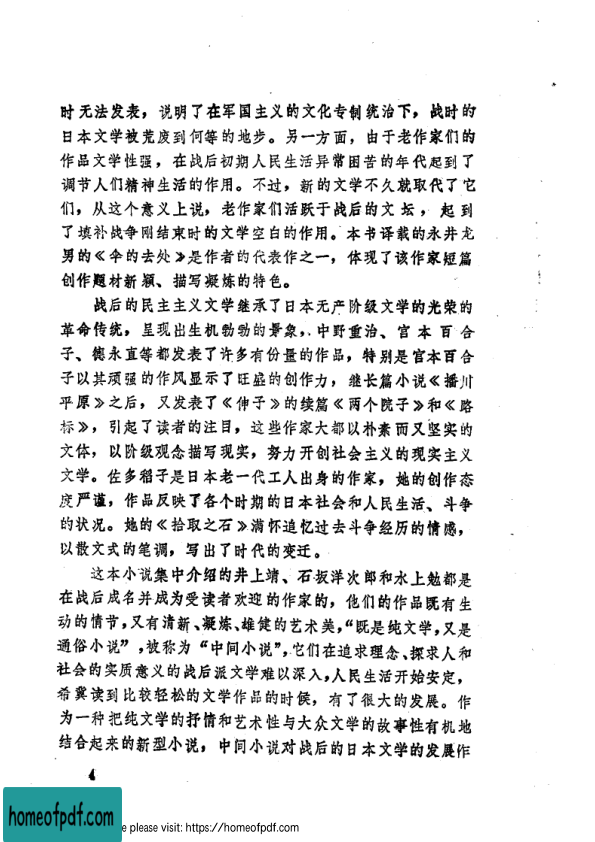 时无法发表，说明了在军国主义的文化专制统治下，战时的
日本文学被荒废到何等的地步。另一方面，由于老作家们的
作品文学性强，在战后初期人民生活异常困苦的年代起到了
调节人们精神生活的作用。不过，新的文学不久就取代了它
们，从这个意义上说，老作家们活跃于战后的文坛，起到
了填补战争刚结束时的文学空白的作用。本书译载的永井龙
男的《伞的去处》是作者的代表作之一，体现了该作家短篇
创作题材新颖、描写凝炼的特色。
战后的民主主义文学继承了日本无产阶级文学的光荣的
革命传统，呈现出生机勃勃的景象，中野重治、宫本百合
子、德永直等都发表了许多有份量的作品，特别是宫本百合
子以其顽强的作风显示了旺盛的创作力，继长篇小说《播川
平原》之后，又发表了《伸子》的续篇《两个院子》和《路
标》，引起了读者的注目，这些作家大都以朴素而又坚实的
文体，以阶级观念描写现实，努力开创社会主义的现实主义
文学。佐多稻子是日本老一代工人出身的作家，她的创作态
度严谨，作品反映了各个时期的日本社会和人民生活、斗争
的状况。她的《拾取之石》满怀追忆过去斗争经历的情感，
以散文式的笔调，写出了时代的变迁。
这本小说集中介绍的井上靖、石坂洋次郎和水上勉都是
在战后成名并成为受读者欢迎的作家的，他们的作品既有生
动的情节，又有清新、凝炼、雄健的艺术美，“既是纯文学，又是
通俗小说”，被称为“中间小说”，它们在追求理念、探求人和
社会的实质意义的战后派文学难以深入，人民生活开始安定，
希冀读到比较轻松的文学作品的时侯，有了很大的发展。作
为一种把纯文学的抒情和艺术性与大众文学的故事性有机地
结合起来的新型小说，中间小说对战后的日本文学的发展作
4
homeofpdf.com
e please visit: https://homeofpdf.com